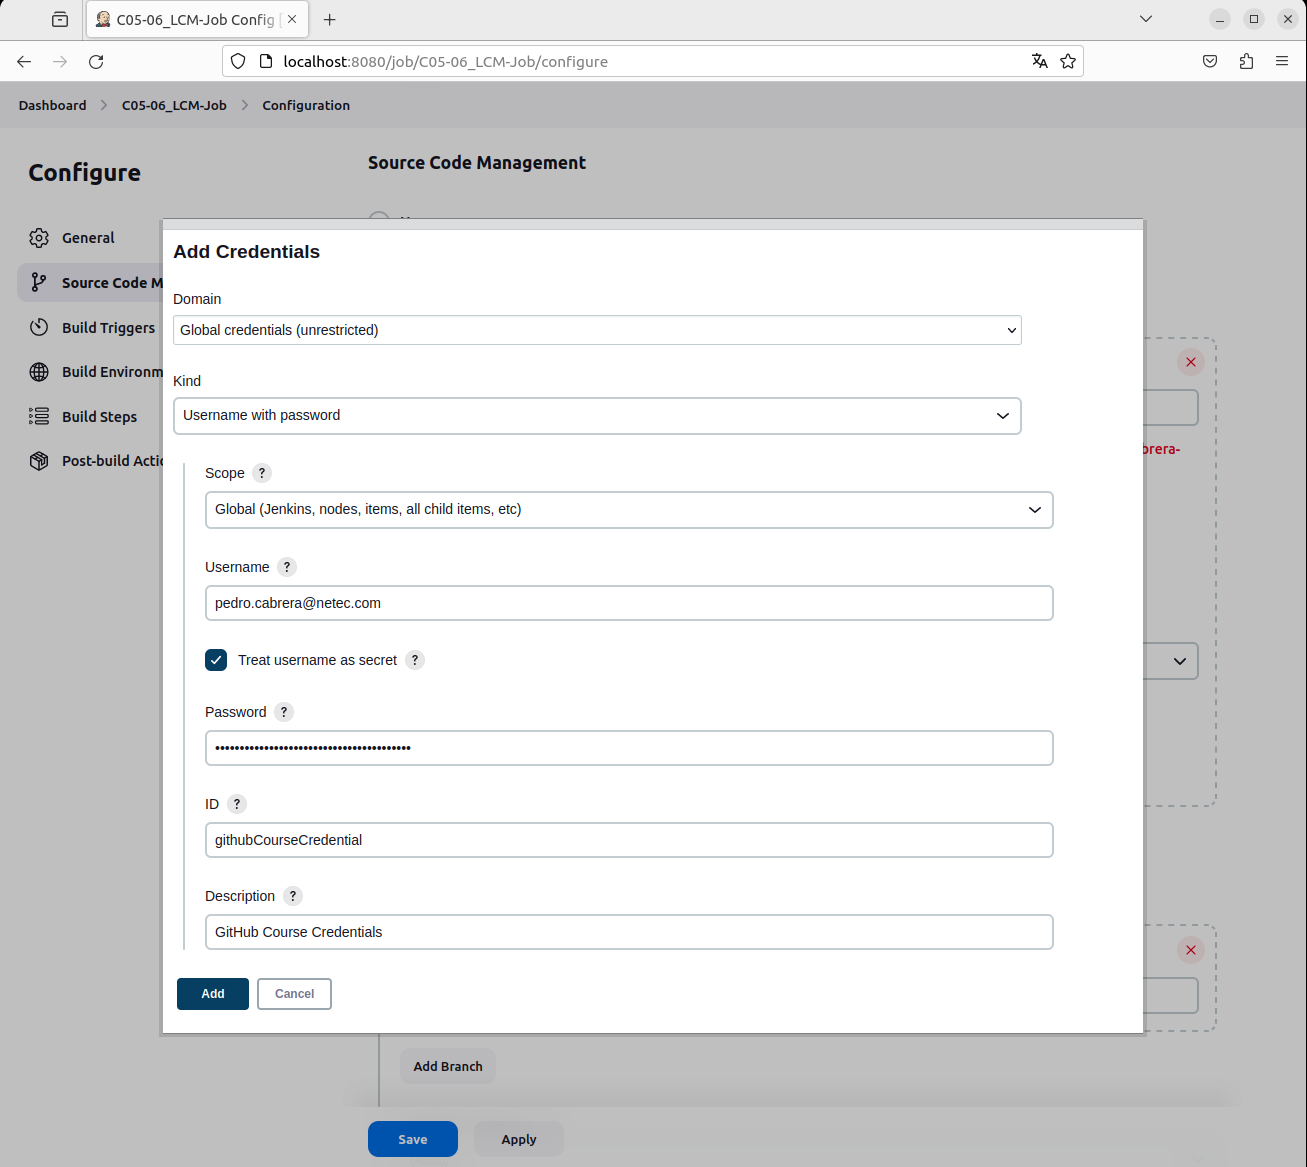 C05-06_LCM-Job Config [
localhost:8080/job/C05-06_LCM-Job/configure
Dashboard
C05-06_LCM-Job
Configuration
Configure
Source Code Management
General
Source Code M
Build Triggers
Build Environm
Build Steps
Post-build Actio
Add Credentials
Domain
Global credentials (unrestricted)
Kind
Username with password
Scope ?
Global (Jenkins, nodes, items, all child items, etc)
Username ?
pedro.cabrera@netec.com
Treat username as secret ?
Password ?
••••••••••••••••••••••••••••••••••••••••
ID ?
githubCourseCredential
Description ?
GitHub Course Credentials
Add
Cancel
brera-
Add Branch
Save
Apply